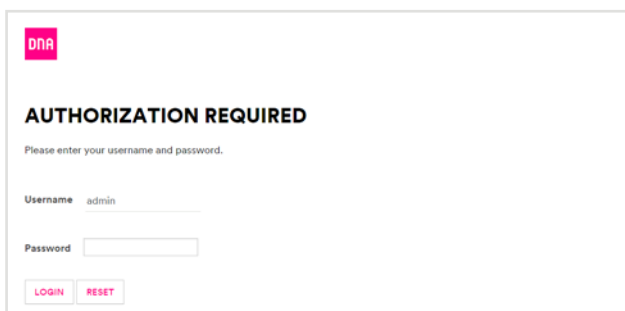 DNA
AUTHORIZATION REQUIRED
Please enter your username and password.
Username admin
Password
LOGIN RESET